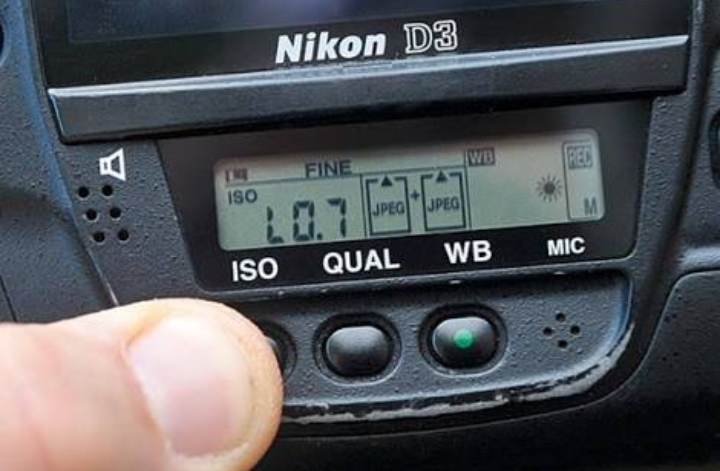 Nikon D3
FINE WB REC
ISO L0.7 JPEG + JPEG M
ISO QUAL WB MIC